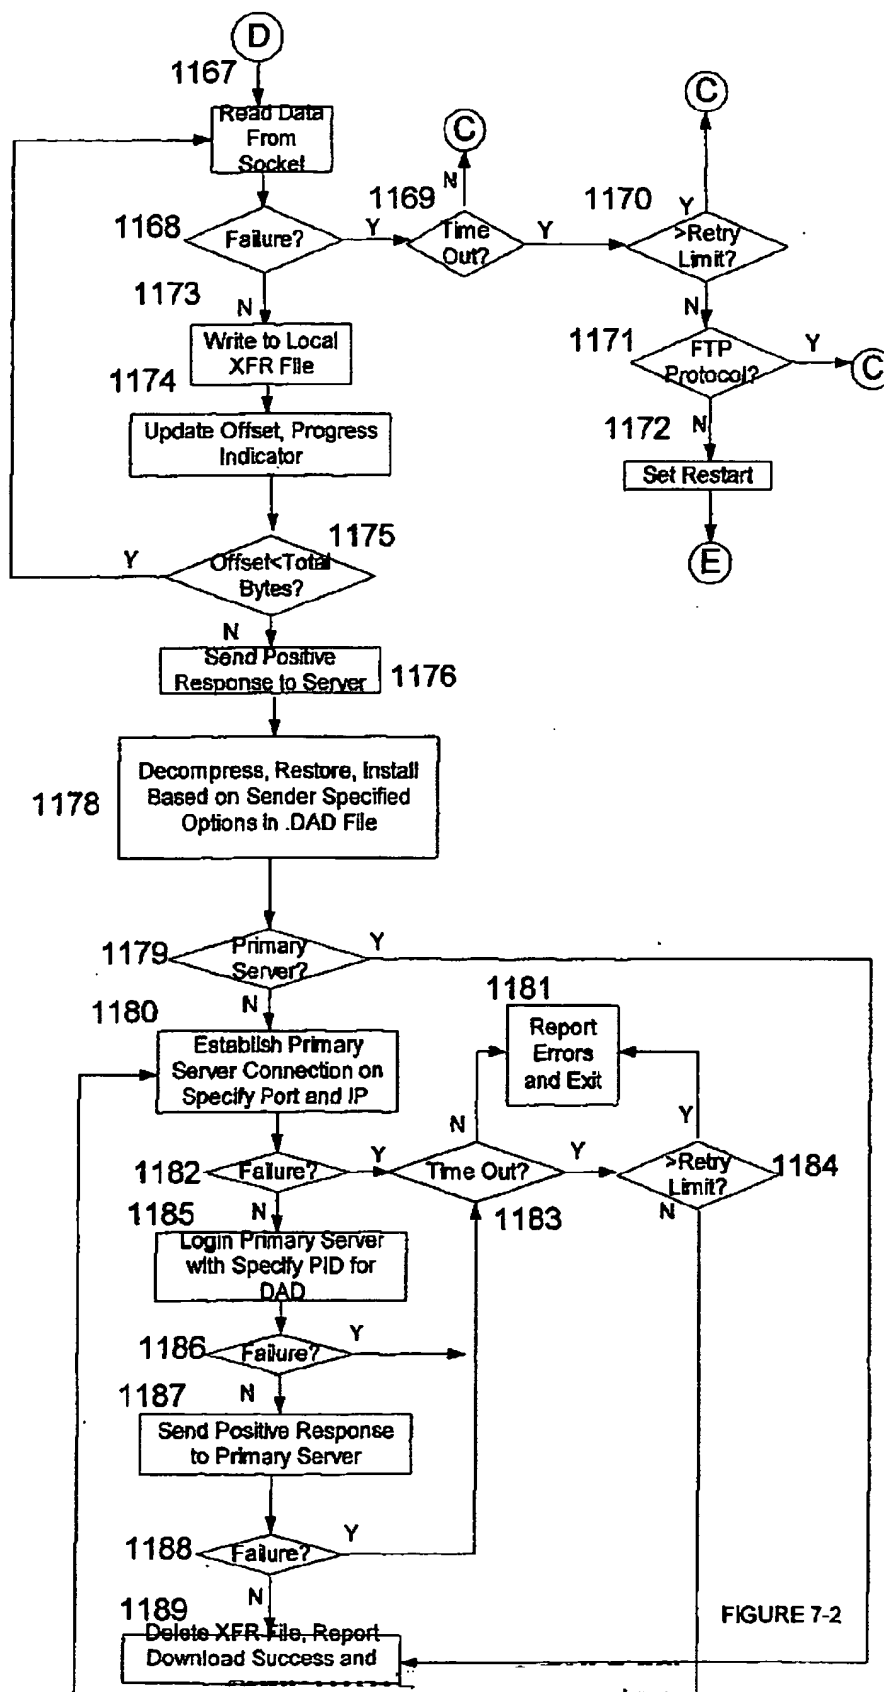 D
1167
Read Data
From
Socket
C
C
N
1169
1170
Y
1168
Failure?
Y
Time
Out?
Y
>Retry
Limit?
1173
N
N
Write to Local
XFR File
1171
FTP
Protocol?
Y
C
1174
Update Offset, Progress
Indicator
1172
N
Set Restart
1175
Y
Offset<Total
Bytes?
E
N
Send Positive
Response to Server
1176
1178
Decompress, Restore, Install
Based on Sender Specified
Options in .DAD File
1179
Primary
Server?
Y
N
1180
1181
Establish Primary
Server Connection on
Specify Port and IP
Report
Errors
and Exit
N
Y
1182
Failure?
Y
Time Out?
Y
>Retry
Limit?
1184
N
1185
N
1183
Login Primary Server
with Specify PID for
DAD
1186
Failure?
Y
N
1187
Send Positive Response
to Primary Server
1188
Failure?
Y
N
1189
FIGURE 7-2
Delete XFR File, Report
Download Success and